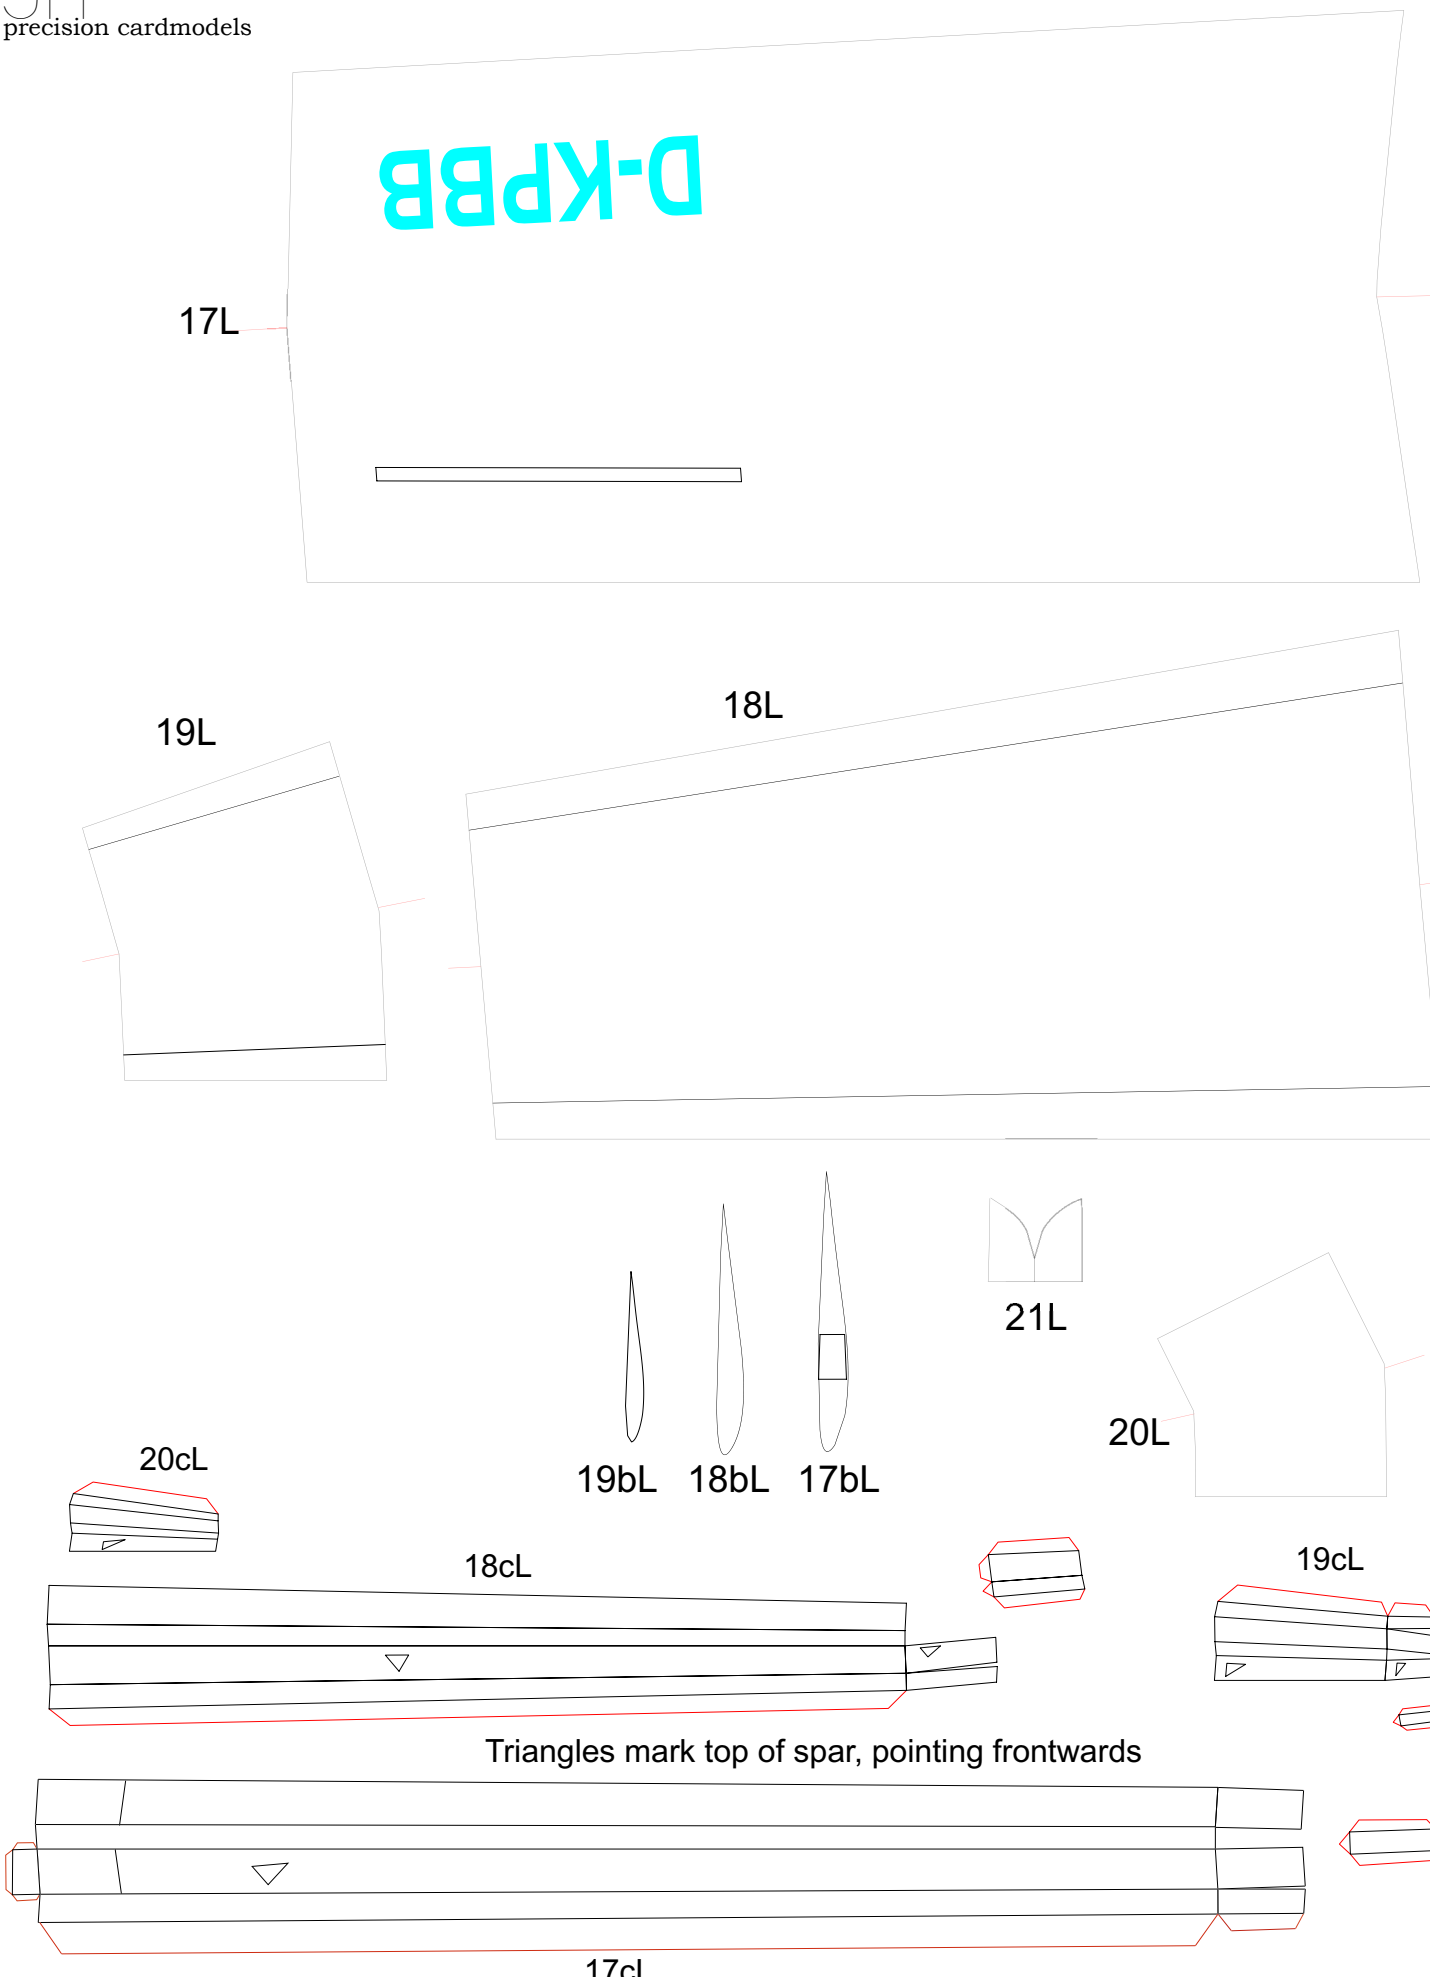 precision cardmodels
D-KPBB
17L
18L
19L
21L
20L
19bL 18bL 17bL
20cL
18cL
19cL
Triangles mark top of spar, pointing frontwards
17cL